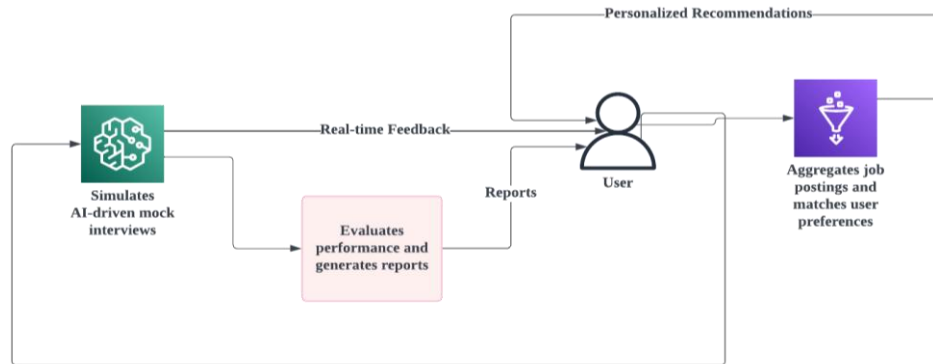 Personalized Recommendations
Real-time Feedback
Simulates
AI-driven mock
interviews
User
Aggregates job
postings and
matches user
preferences
Reports
Evaluates
performance and
generates reports